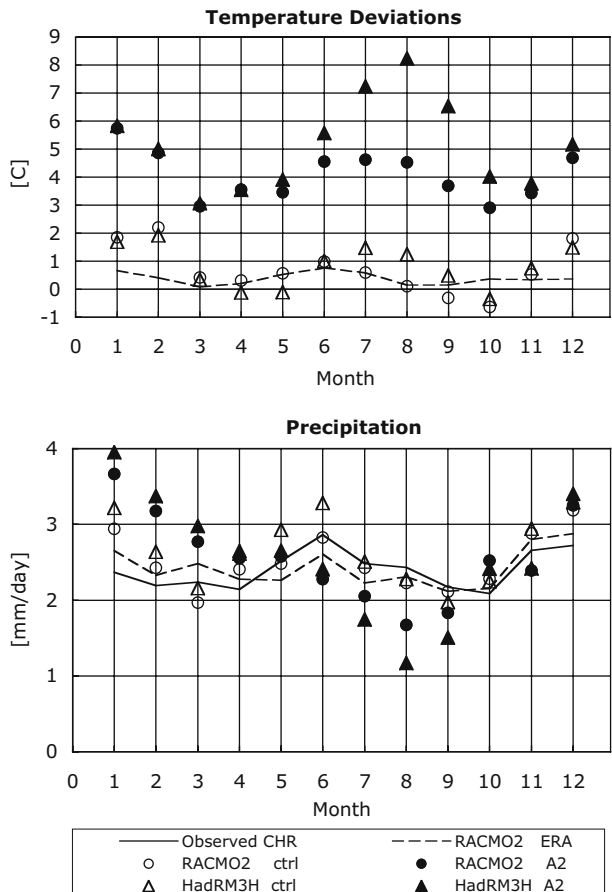 Temperature Deviations
9
8
7
6
5
4
3
2
1
0
-1
[C]
0 1 2 3 4 5 6 7 8 9 10 11 12
Month
Precipitation
4
3
2
1
0
[mm/day]
0 1 2 3 4 5 6 7 8 9 10 11 12
Month
Observed CHR RACMO2 ERA
RACMO2 ctrl RACMO2 A2
HadRM3H ctrl HadRM3H A2